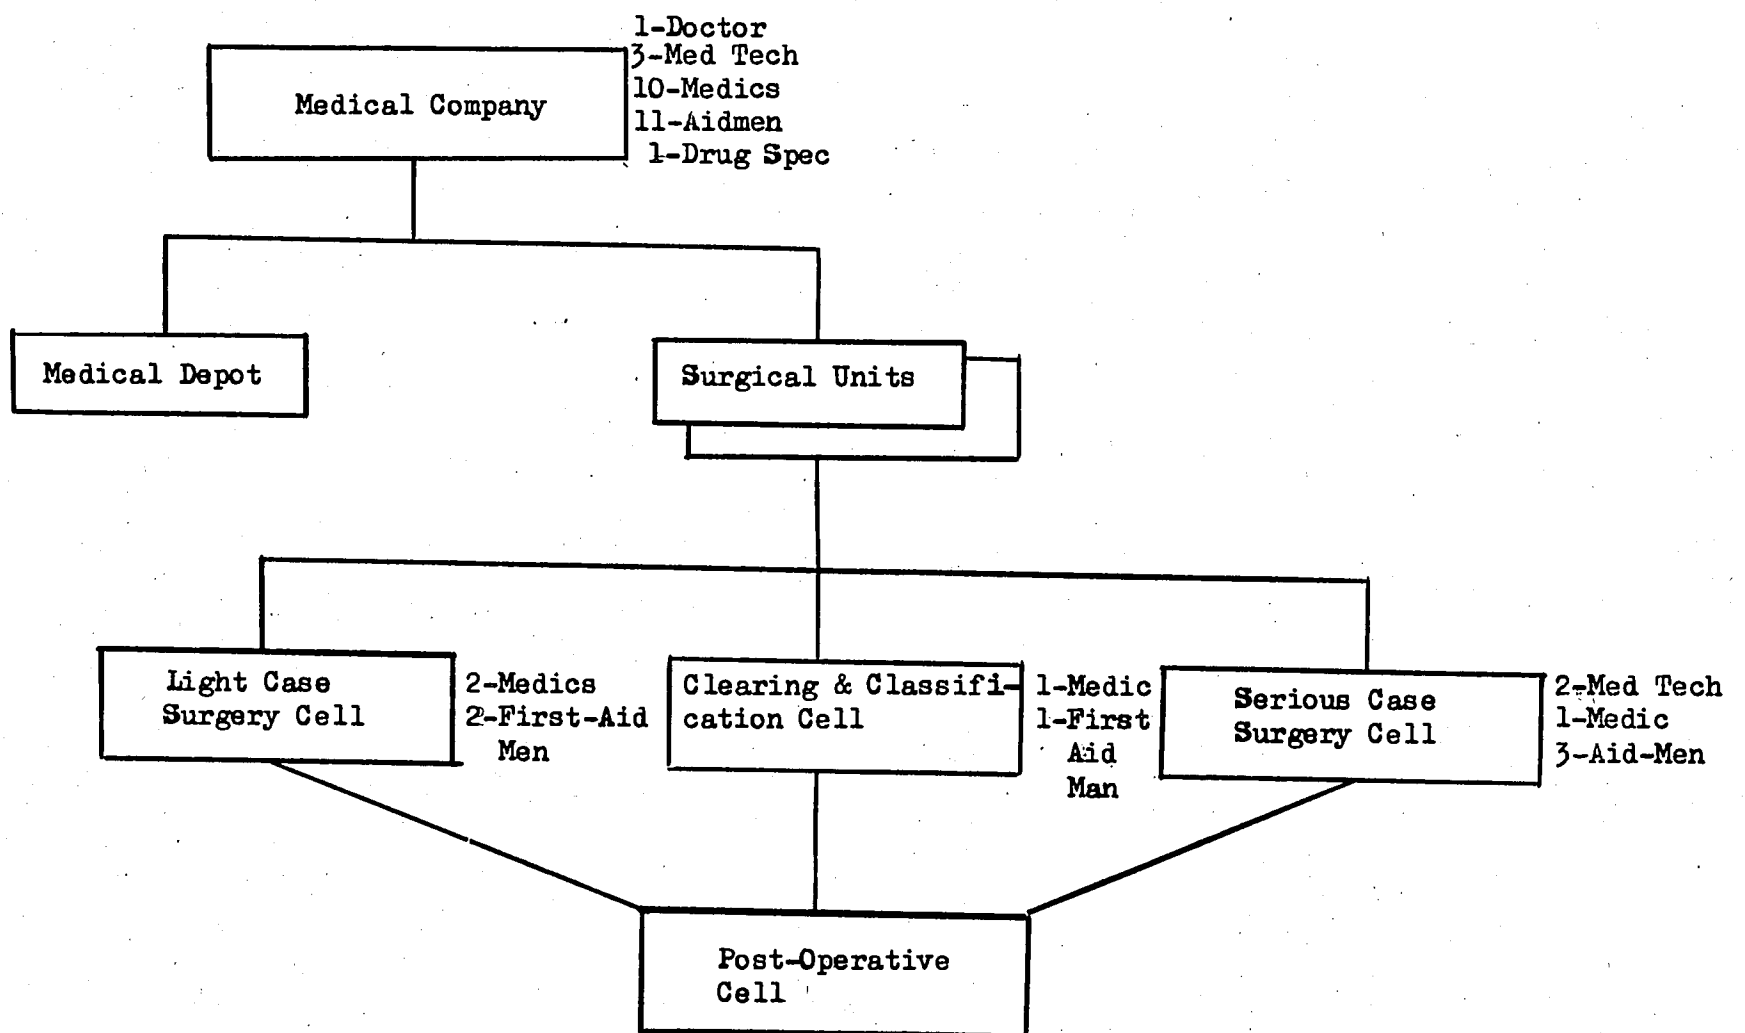 1-Doctor
3-Med Tech
10-Medics
11-Aidmen
1-Drug Spec
Medical Company
Medical Depot
Surgical Units
Light Case
Surgery Cell
2-Medics
2-First-Aid
Men
Clearing & Classifi-
cation Cell
1-Medic
1-First
Aid
Man
Serious Case
Surgery Cell
2-Med Tech
1-Medic
3-Aid-Men
Post-Operative
Cell